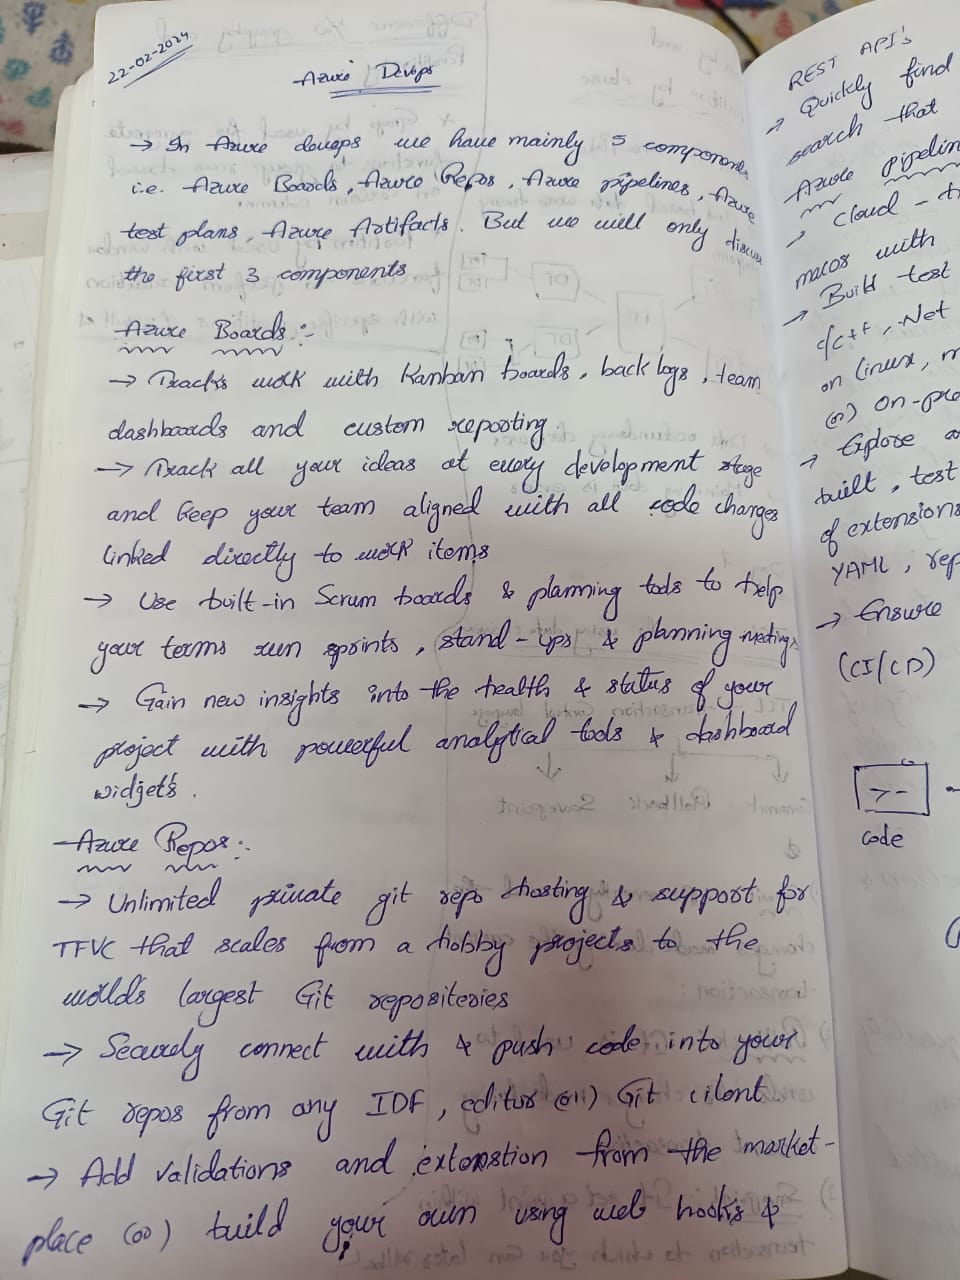 22-02-2024
Azure Devops
→ In Azure devops we have mainly 5 components
i.e. Azure Boards, Azure Repos, Azure pipelines, Azure
test plans, Azure Artifacts. But we will only discuss
the first 3 components
Azure Boards :-
→ Tracks work with Kanban boards, back logs, team
dashboards and custom reporting
→ Track all your ideas at every development stage
and keep your team aligned with all code changes
linked directly to work items
→ Use built-in Scrum boards & planning tools to help
your terms run sprints, stand-ups & planning meetings
→ Gain new insights into the health & status of your
project with powerful analytical tools & dashboard
widjets.
Azure Repos :-
→ Unlimited private git repo hosting & support for
TFVC that scales from a hobby projects to the
world's largest Git repositeries
→ Securely connect with & push code into your
Git repos from any IDF, editor (or) Git cilent
→ Add validations and extenstion from the market-
place (or) build your own using web hooks &
REST API's
→ Quickly find
search that
Azure pipelin
→ cloud -
macos with
→ Build test
c/c++, .Net
on linux, m
(or) on-pre
→ Explore a
built, test
of extensions
YAML, rep
→ Ensure
(CI/CD)
>-
code